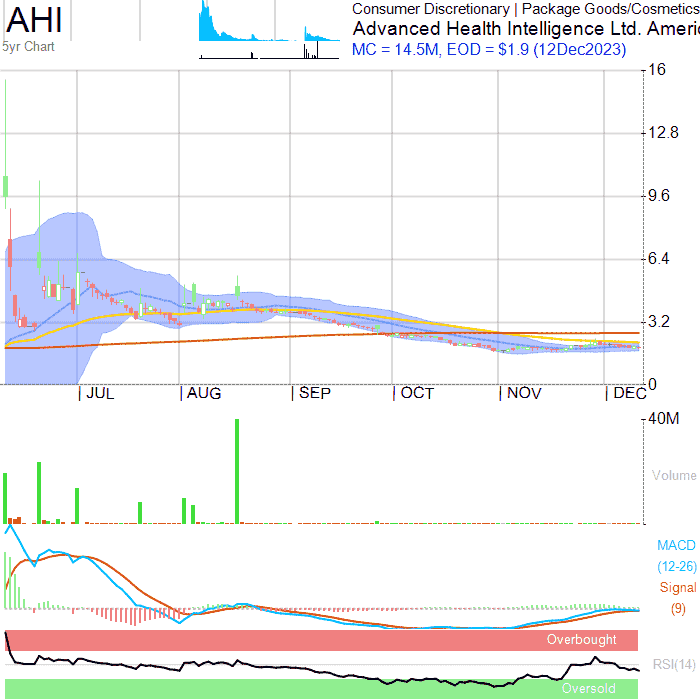 AHI
5yr Chart
Consumer Discretionary | Package Goods/Cosmetics
Advanced Health Intelligence Ltd. Ameri
MC = 14.5M, EOD = $1.9 (12Dec2023)
16
12.8
9.6
6.4
3.2
0
JUL AUG SEP OCT NOV DEC
40M
Volume
MACD
(12-26)
Signal
(9)
Overbought
RSI(14)
Oversold